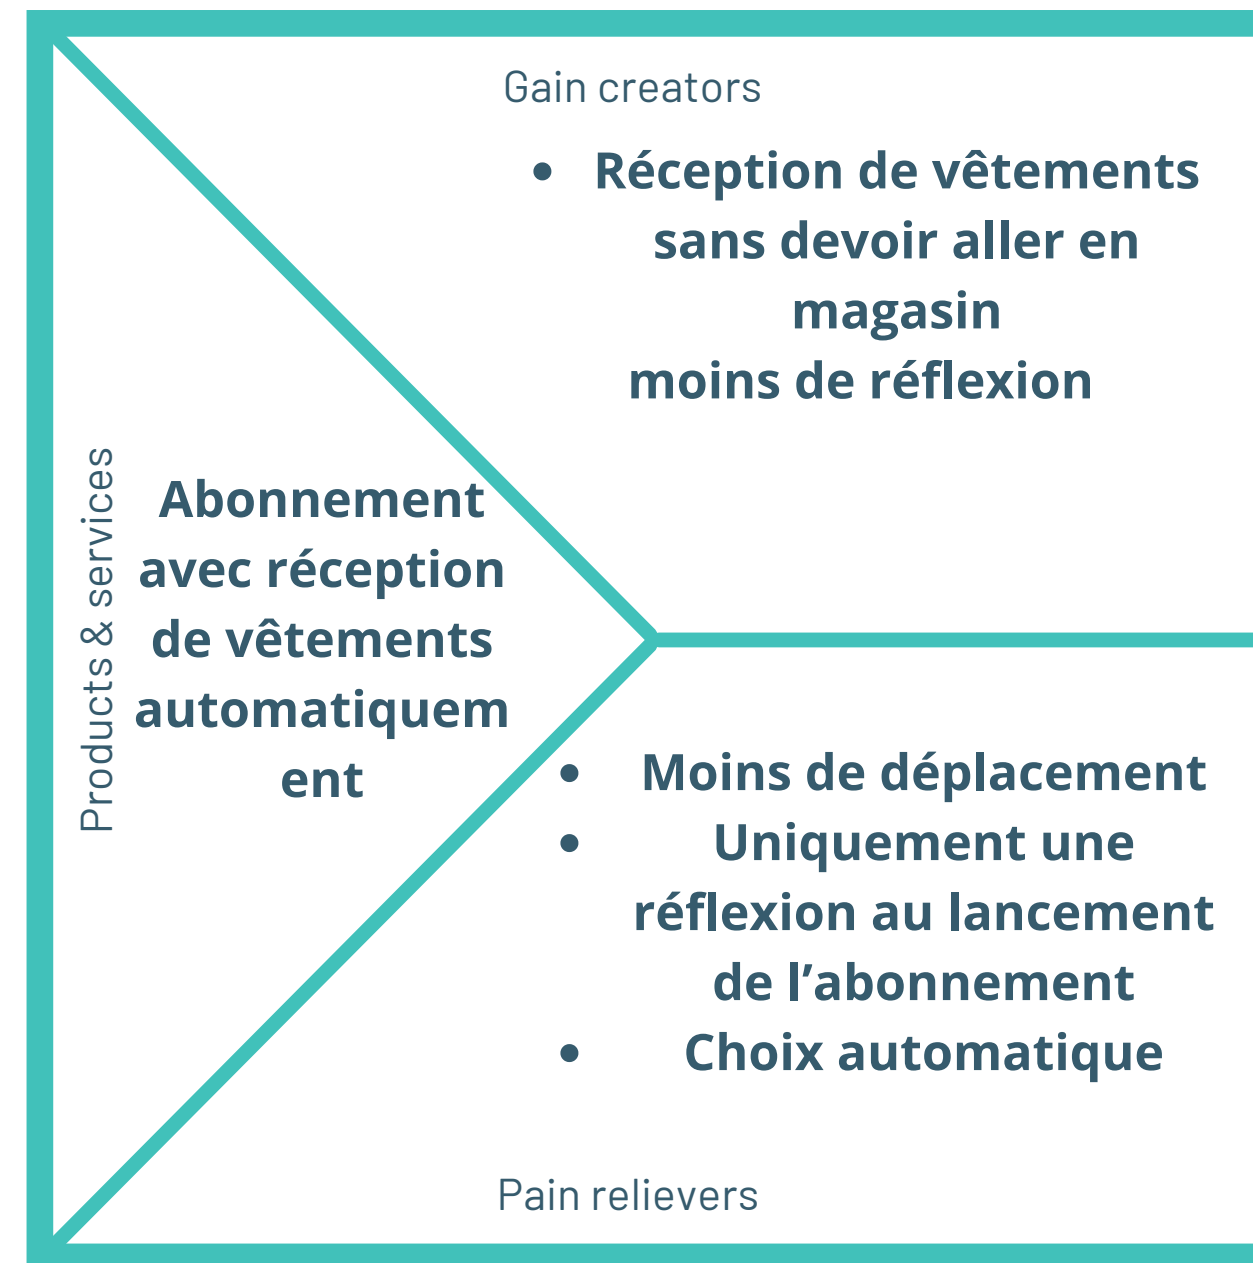 Gain creators
• Réception de vêtements
sans devoir aller en
magasin
moins de réflexion
Products & services
Abonnement
avec réception
de vêtements
automatiquem
ent
• Moins de déplacement
• Uniquement une
réflexion au lancement
de l’abonnement
• Choix automatique
Pain relievers